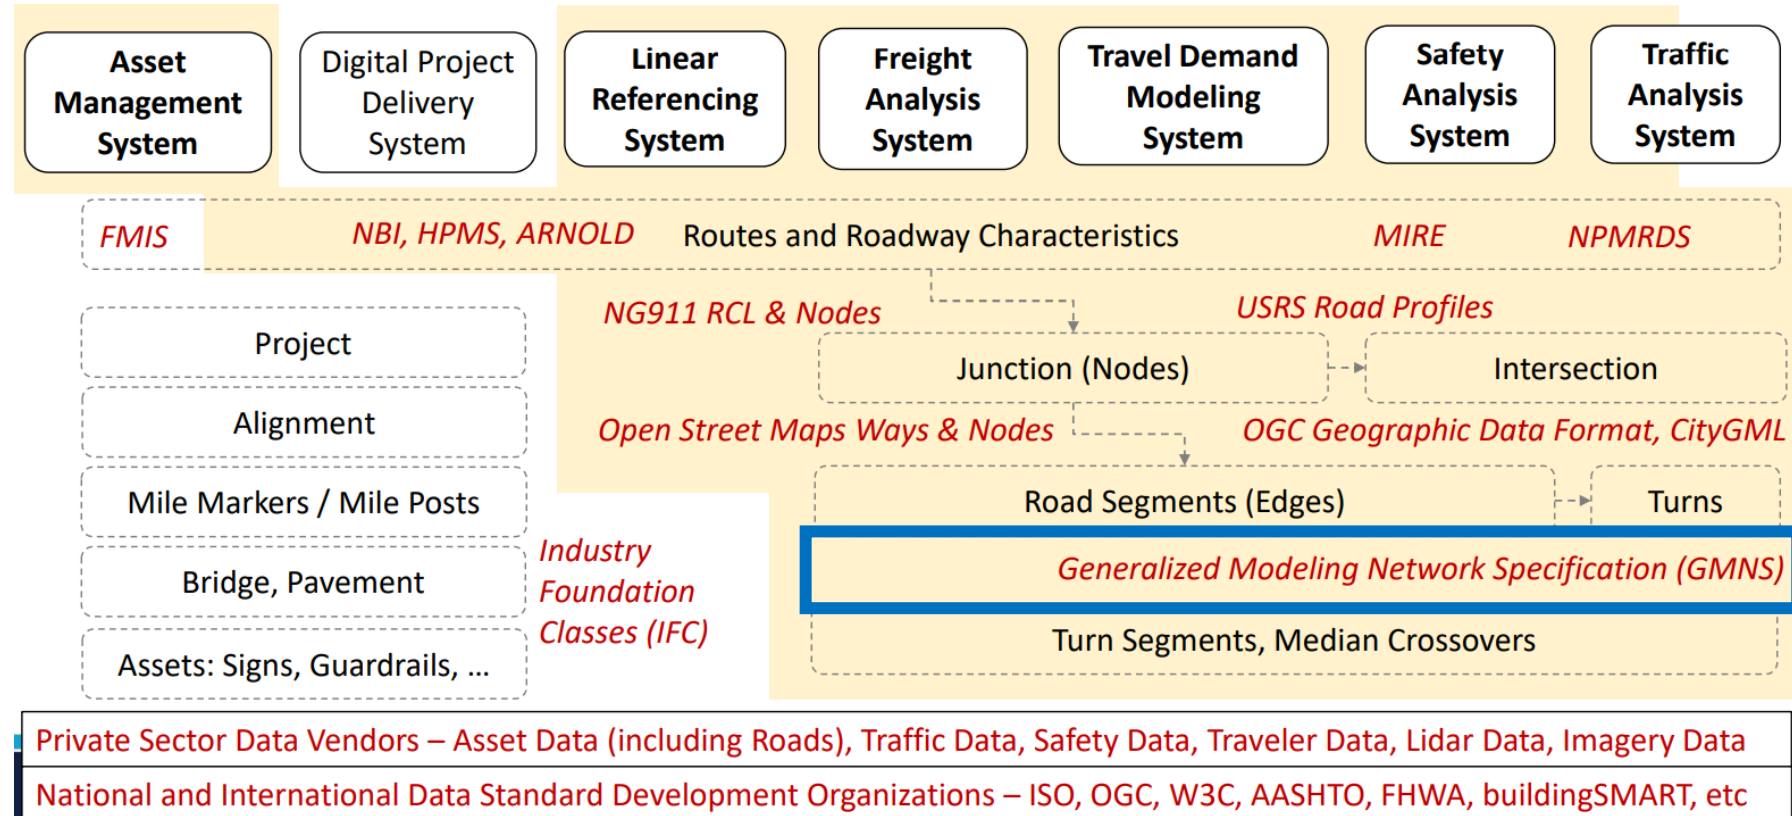 Asset
Management
System
Digital Project
Delivery
System
Linear
Referencing
System
Freight
Analysis
System
Travel Demand
Modeling
System
Safety
Analysis
System
Traffic
Analysis
System
FMIS
NBI, HPMS, ARNOLD
Routes and Roadway Characteristics
MIRE
NPMRDS
NG911 RCL & Nodes
USRS Road Profiles
Project
Junction (Nodes)
Intersection
Alignment
Open Street Maps Ways & Nodes
OGC Geographic Data Format, CityGML
Mile Markers / Mile Posts
Road Segments (Edges)
Turns
Bridge, Pavement
Industry
Foundation
Classes (IFC)
Generalized Modeling Network Specification (GMNS)
Assets: Signs, Guardrails, ...
Turn Segments, Median Crossovers
Private Sector Data Vendors – Asset Data (including Roads), Traffic Data, Safety Data, Traveler Data, Lidar Data, Imagery Data
National and International Data Standard Development Organizations – ISO, OGC, W3C, AASHTO, FHWA, buildingSMART, etc